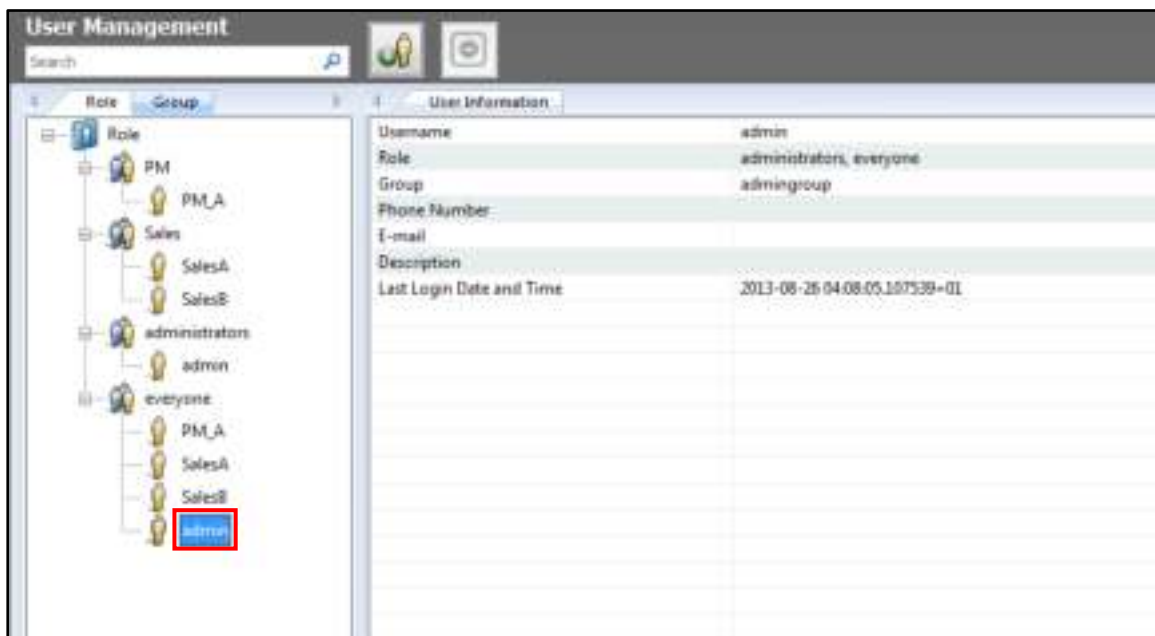 User Management
Search
Role Group
User Information
Role
PM
PM_A
Sales
SalesA
SalesB
administrators
admin
everyone
PM_A
SalesA
SalesB
admin
Username admin
Role administrators, everyone
Group admingroup
Phone Number
E-mail
Description
Last Login Date and Time 2013-08-26 04:08:05.107539+01